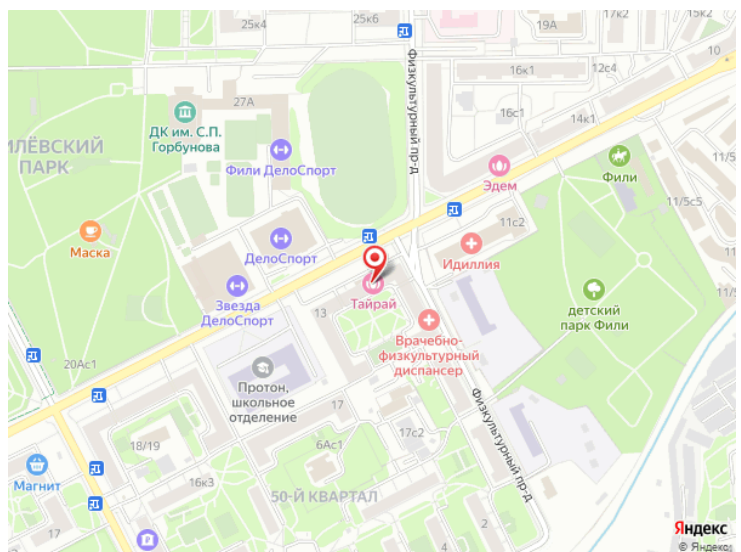 25к4
25к6
19А
17к2
15к2
10
Физкультурный пр-д
16к1
12с4
27А
16с1
14к1
ДК им. С.П.
Горбунова
ИЛЁВСКИЙ
ПАРК
Фили ДелоСпорт
Эдем
Фили
11/5
11/5с5
11с2
Маска
ДелоСпорт
Идиллия
Звезда
ДелоСпорт
Тайрай
детский
парк Фили
11/5
13
Врачебно-
физкультурный
диспансер
20Ас1
Протон,
школьное
отделение
17
Физкультурный пр-д
18/19
6Ас1
17с2
Магнит
16к3
50-Й КВАРТАЛ
4
2
17
Яндекс
© Яндекс